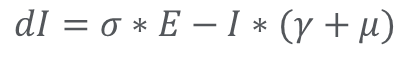 dI = σ * E − I * (γ + μ)